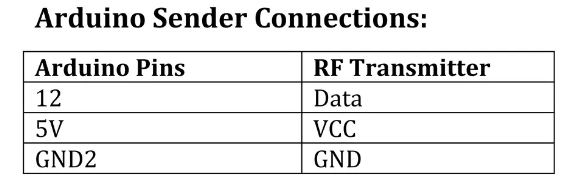 Arduino Sender Connections:
Arduino Pins RF Transmitter
12 Data
5V VCC
GND2 GND